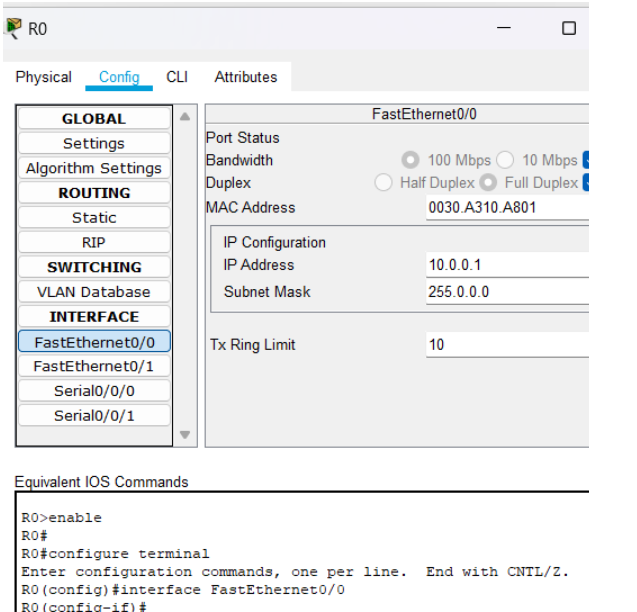 R0
Physical Config CLI Attributes
GLOBAL
Settings
Algorithm Settings
ROUTING
Static
RIP
SWITCHING
VLAN Database
INTERFACE
FastEthernet0/0
FastEthernet0/1
Serial0/0/0
Serial0/0/1
FastEthernet0/0
Port Status
Bandwidth 100 Mbps 10 Mbps
Duplex Half Duplex Full Duplex
MAC Address 0030.A310.A801
IP Configuration
IP Address 10.0.0.1
Subnet Mask 255.0.0.0
Tx Ring Limit 10
Equivalent IOS Commands
R0>enable
R0#
R0#configure terminal
Enter configuration commands, one per line. End with CNTL/Z.
R0(config)#interface FastEthernet0/0
R0(config-if)#